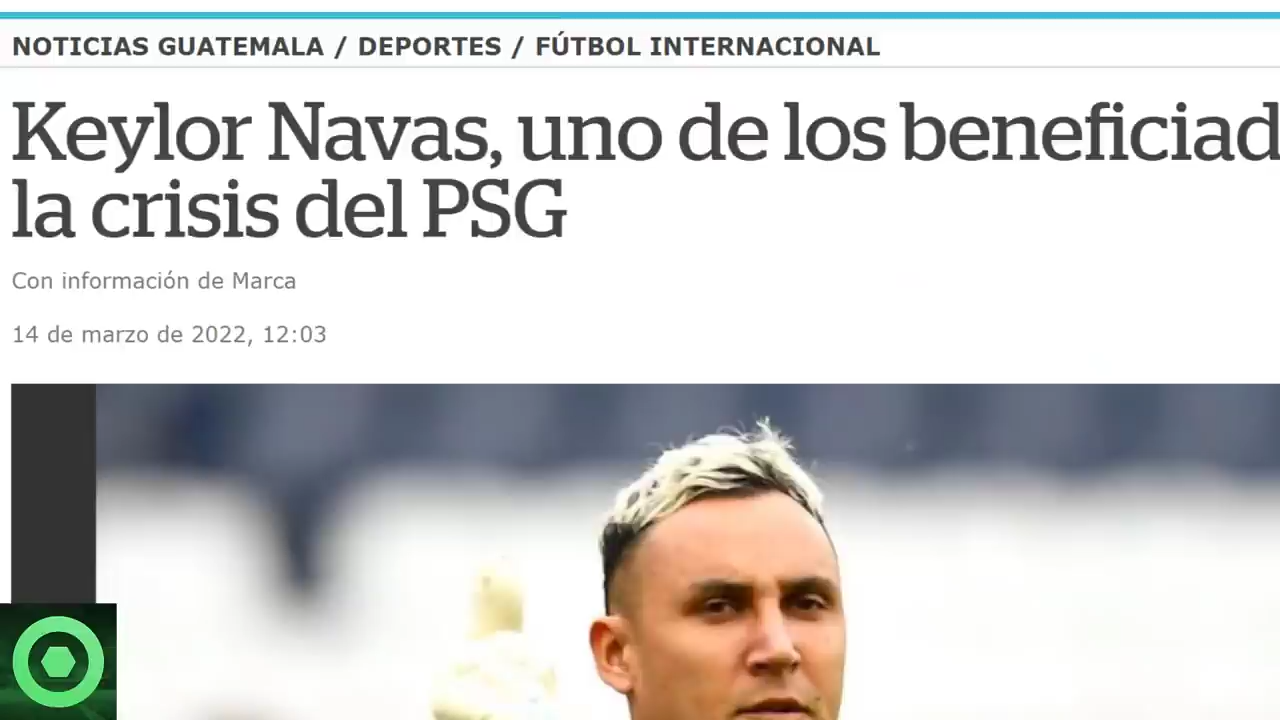 NOTICIAS GUATEMALA / DEPORTES / FÚTBOL INTERNACIONAL
Keylor Navas, uno de los beneficiad
la crisis del PSG
Con información de Marca
14 de marzo de 2022, 12:03